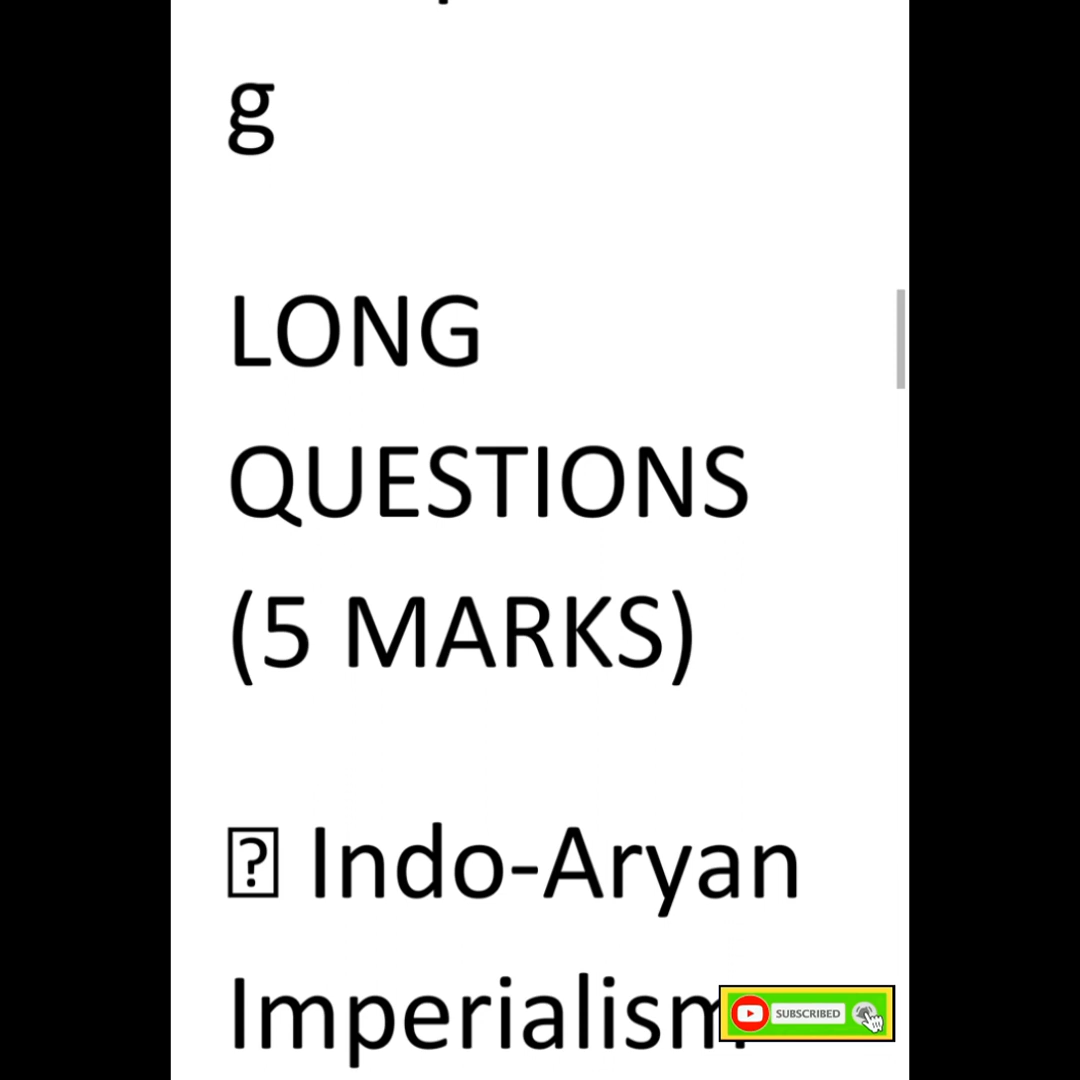 g
LONG
QUESTIONS
(5 MARKS)
Indo-Aryan
Imperialism
SUBSCRIBED